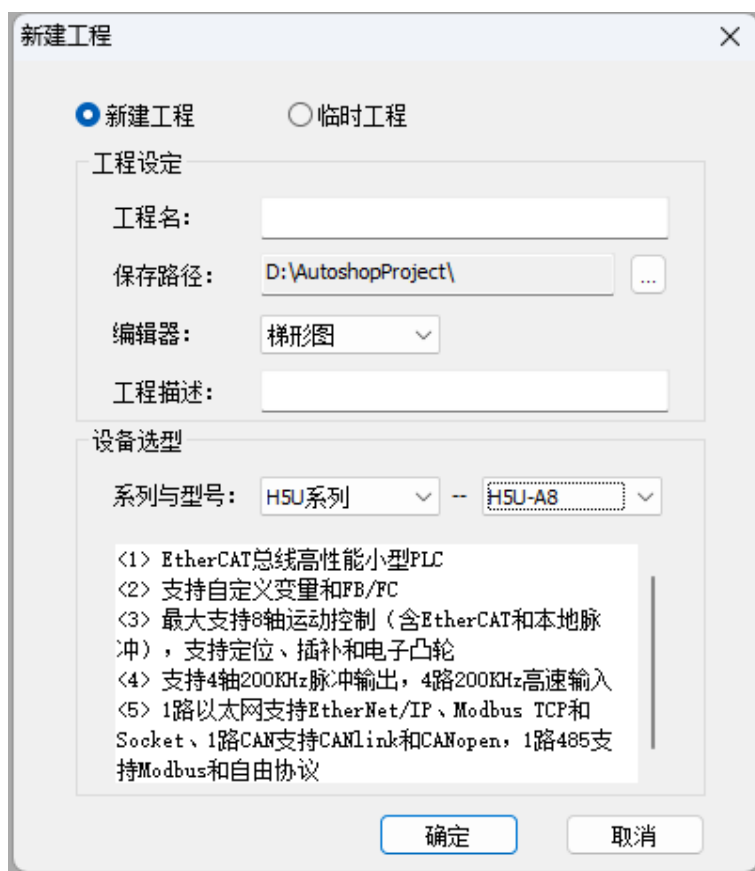 新建工程
新建工程 临时工程
工程设定
工程名：
保存路径： D:\AutoshopProject\ ...
编辑器： 梯形图
工程描述：
设备选型
系列与型号： H5U系列 -- H5U-A8
<1> EtherCAT总线高性能小型PLC
<2> 支持自定义变量和FB/FC
<3> 最大支持8轴运动控制（含EtherCAT和本地脉
冲），支持定位、插补和电子凸轮
<4> 支持4轴200KHz脉冲输出，4路200KHz高速输入
<5> 1路以太网支持EtherNet/IP、Modbus TCP和
Socket、1路CAN支持CANlink和CANopen，1路485支
持Modbus和自由协议
确定 取消